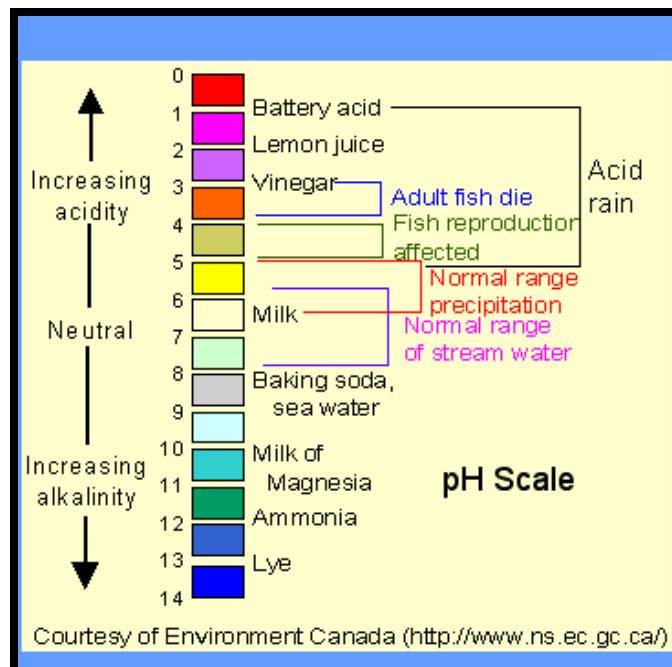 0
1
Battery acid
2
Lemon juice
Increasing
acidity
3
Vinegar
Adult fish die
Acid
rain
4
Fish reproduction
affected
5
Normal range
precipitation
6
Neutral
Milk
Normal range
of stream water
7
8
Baking soda,
sea water
9
10
Increasing
alkalinity
Milk of
Magnesia
pH Scale
11
Ammonia
12
13
Lye
14
Courtesy of Environment Canada (http://www.ns.ec.gc.ca/)